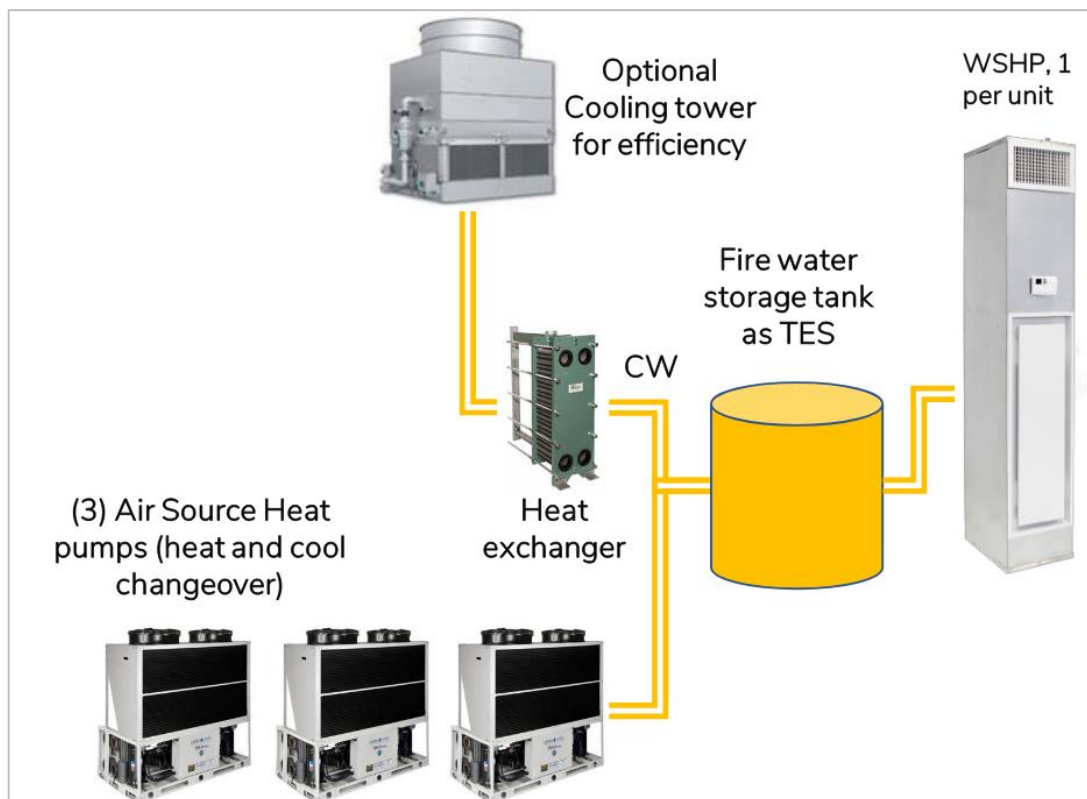 Optional
Cooling tower
for efficiency
WSHP, 1
per unit
Fire water
storage tank
as TES
CW
Heat
exchanger
(3) Air Source Heat
pumps (heat and cool
changeover)